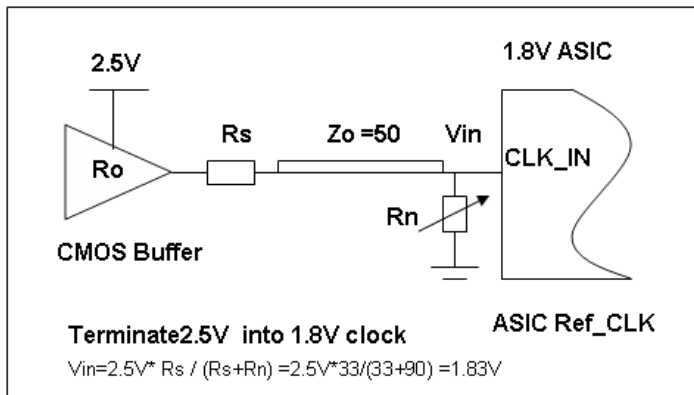 2.5V
1.8V ASIC
Rs
Zo =50
Vin
Ro
CLK_IN
Rn
CMOS Buffer
ASIC Ref_CLK
Terminate2.5V into 1.8V clock
Vin=2.5V* Rs / (Rs+Rn) =2.5V*33/(33+90) =1.83V